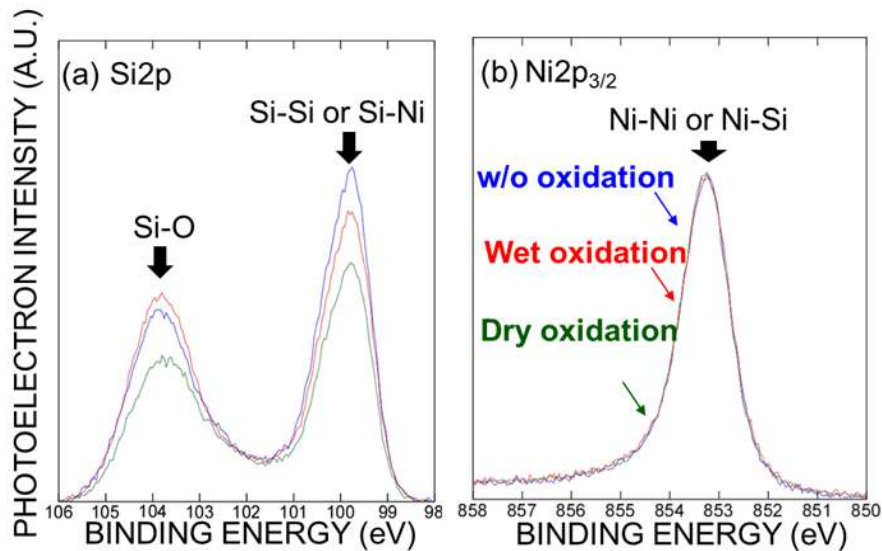 PHOTOELECTRON INTENSITY (A.U.)
(a) Si2p
Si-Si or Si-Ni
Si-O
106 105 104 103 102 101 100 99 98
BINDING ENERGY (eV)
(b) Ni2p3/2
Ni-Ni or Ni-Si
w/o oxidation
Wet oxidation
Dry oxidation
858 857 856 855 854 853 852 851 850
BINDING ENERGY (eV)